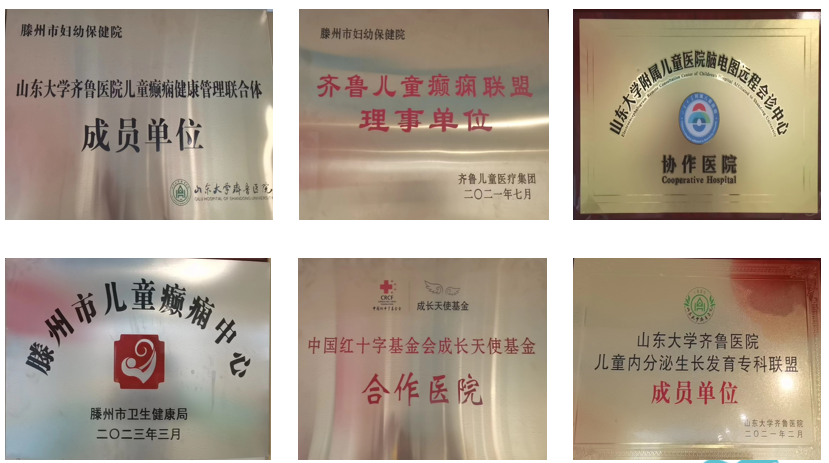 滕州市妇幼保健院
山东大学齐鲁医院儿童癫痫健康管理联合体
成员单位
山东大学齐鲁医院
QILU HOSPITAL OF SHANDONG UNIVERSITY
滕州市妇幼保健院
齐鲁儿童癫痫联盟
理事单位
齐鲁儿童医疗集团
二〇二一年七月
山东大学附属儿童医院脑电图远程会诊中心
协作医院
Cooperative Hospital
滕州市儿童癫痫中心
滕州市卫生健康局
二〇二三年三月
CRCF
成长天使基金
中国红十字基金会成长天使基金
合作医院
山东大学齐鲁医院
儿童内分泌生长发育专科联盟
成员单位
山东大学齐鲁医院
二〇二一年二月